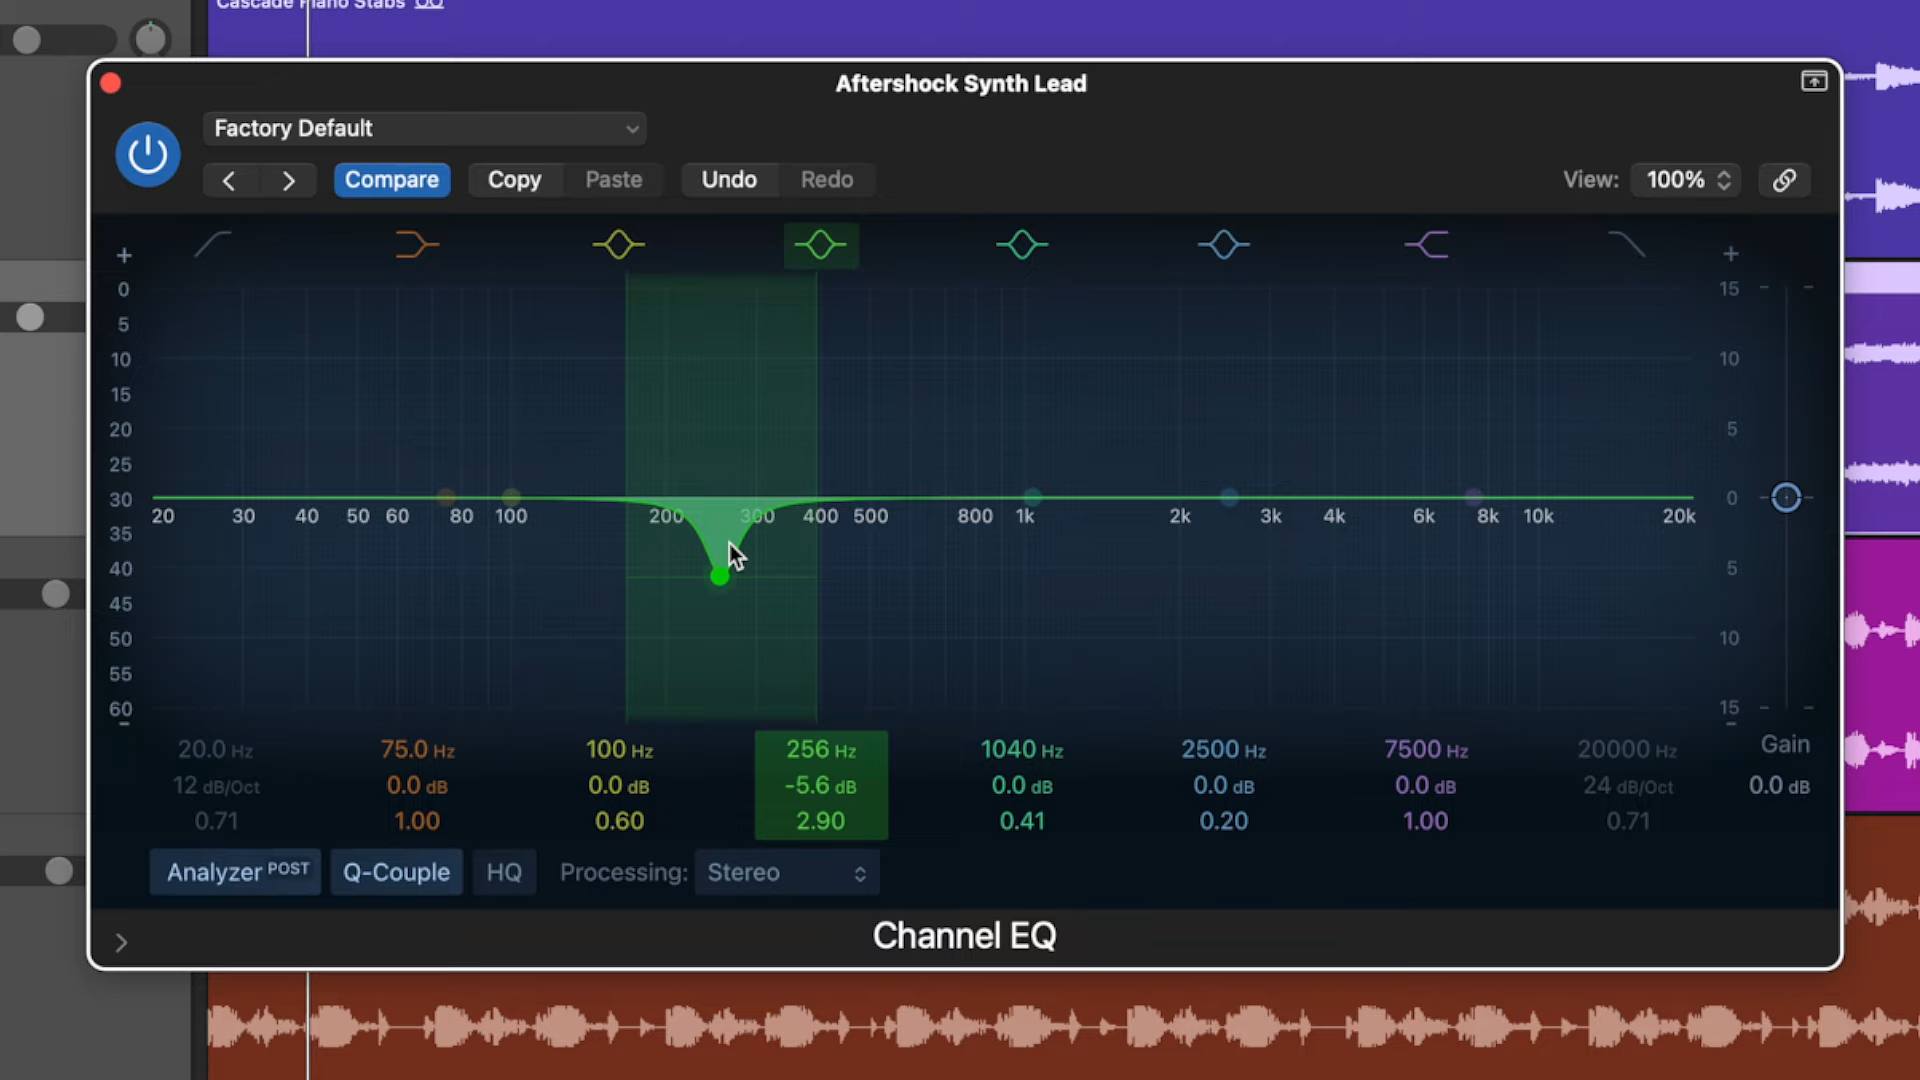 Cascade Piano Stabs
Aftershock Synth Lead
Factory Default
Compare Copy Paste Undo Redo View: 100%
+ +
0 15
5
10 10
15
20 5
25
30 0
20 30 40 50 60 80 100 200 300 400 500 800 1k 2k 3k 4k 6k 8k 10k 20k
35
40 5
45
50 10
55
60 15
20.0 Hz 75.0 Hz 100 Hz 256 Hz 1040 Hz 2500 Hz 7500 Hz 20000 Hz Gain
12 dB/Oct 0.0 dB 0.0 dB -5.6 dB 0.0 dB 0.0 dB 0.0 dB 24 dB/Oct 0.0 dB
0.71 1.00 0.60 2.90 0.41 0.20 1.00 0.71
Analyzer POST Q-Couple HQ Processing: Stereo
Channel EQ